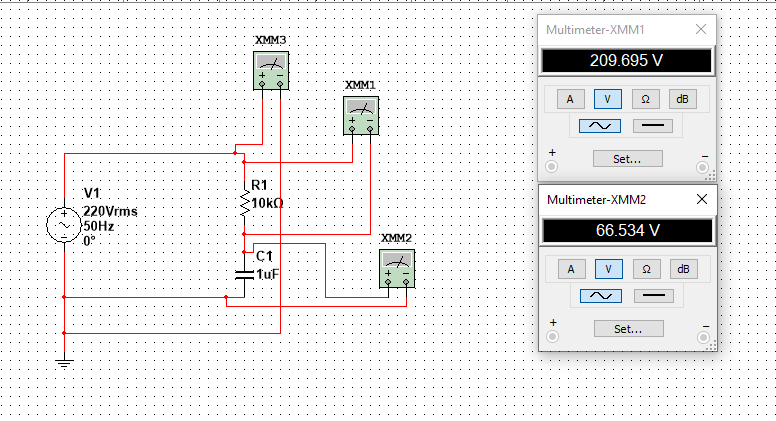 XMM3
XMM1
R1
10kΩ
V1
220Vrms
50Hz
0°
XMM2
C1
1uF
Multimeter-XMM1
209.695 V
A V Ω dB
+ Set... −
Multimeter-XMM2
66.534 V
A V Ω dB
+ Set... −